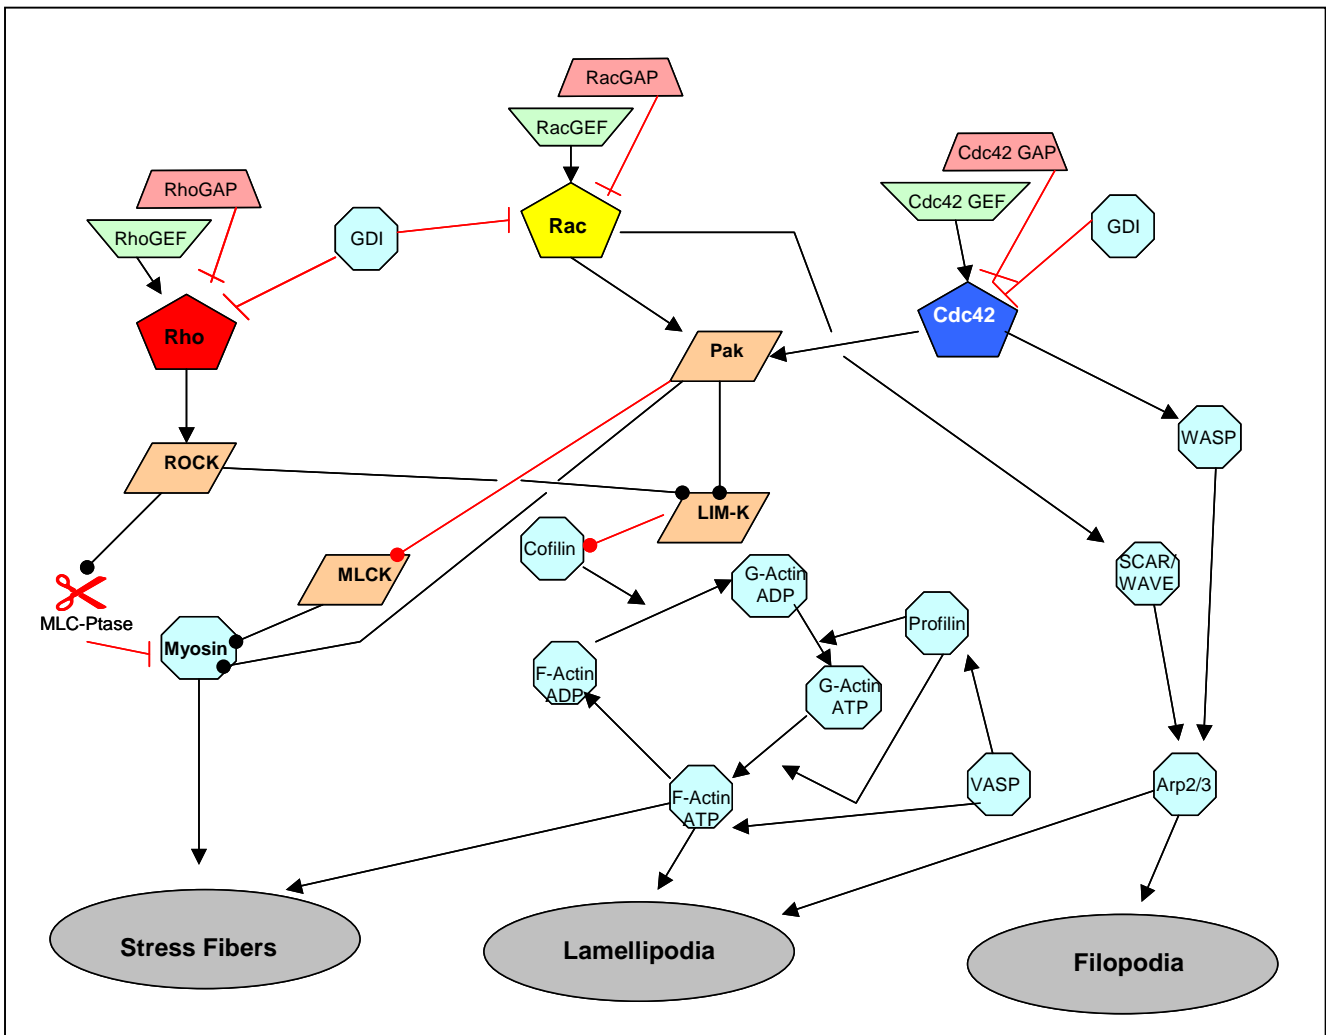 RacGAP
RacGEF
Cdc42 GAP
RhoGAP
Cdc42 GEF
GDI
RhoGEF
GDI
Rac
Cdc42
Rho
Pak
WASP
ROCK
LIM-K
Cofilin
MLCK
G-Actin
ADP
SCAR/
WAVE
MLC-Ptase
Profilin
Myosin
F-Actin
ADP
G-Actin
ATP
F-Actin
ATP
VASP
Arp2/3
Stress Fibers
Lamellipodia
Filopodia